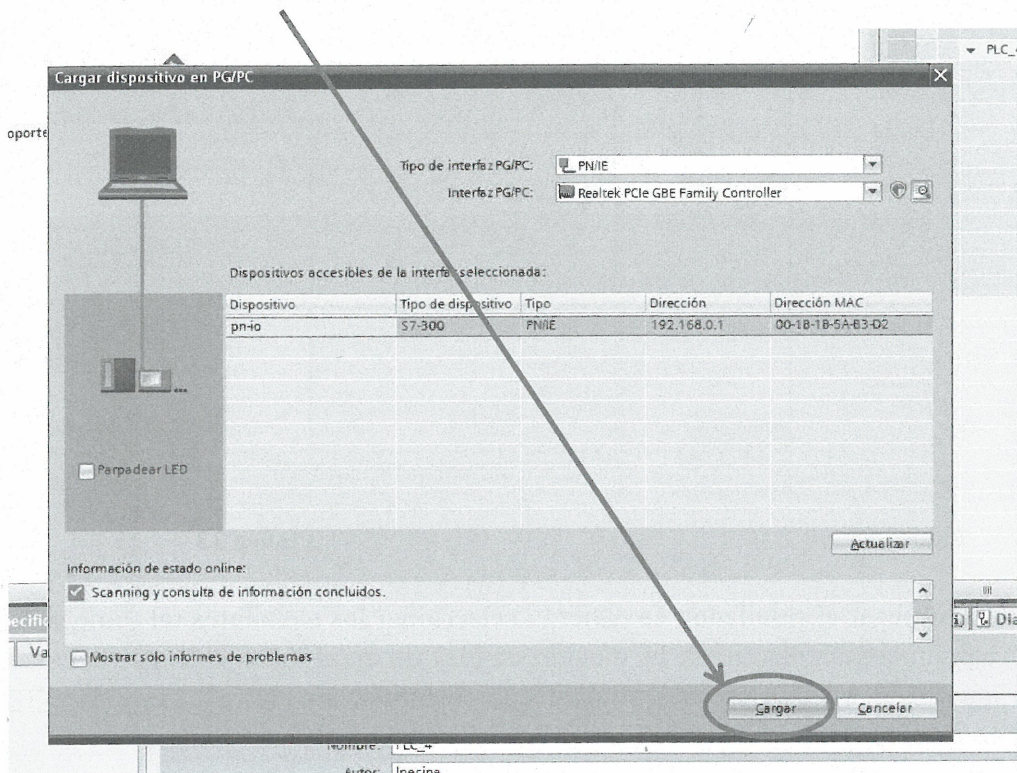 PLC_
Cargar dispositivo en PG/PC
oporte
Tipo de interfaz PG/PC: PN/IE
Interfaz PG/PC: Realtek PCIe GBE Family Controller
Dispositivos accesibles de la interfaz seleccionada:
Dispositivo Tipo de dispositivo Tipo Dirección Dirección MAC
pn-io S7-300 PN/IE 192.168.0.1 00-1B-1B-5A-B3-D2
Parpadear LED
Actualizar
Información de estado online:
Scanning y consulta de información concluidos.
ecific
Dia
Va
Mostrar solo informes de problemas
Cargar Cancelar
Nombre: PLC_4
Autor: Ipecina